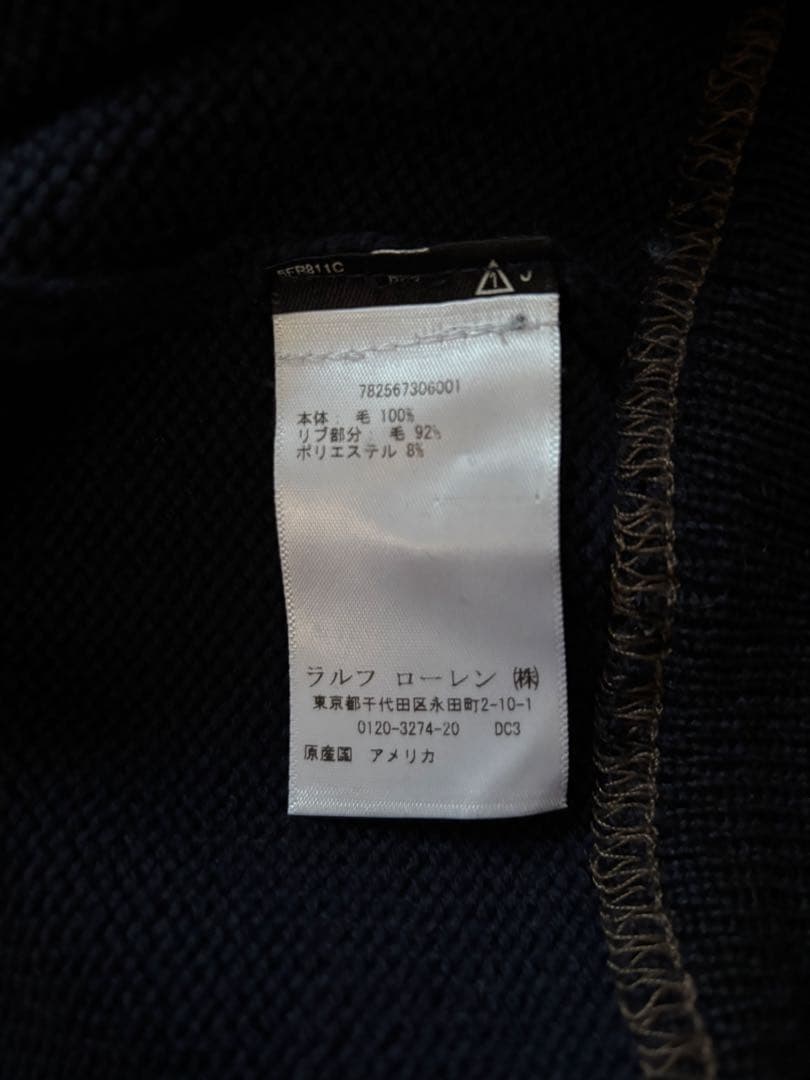 782567306001
本体: 毛 100%
リブ部分: 毛 92%
ポリエステル 8%
ラルフ ローレン ㈱
東京都千代田区永田町2-10-1
0120-3274-20 DC3
原産国 アメリカ